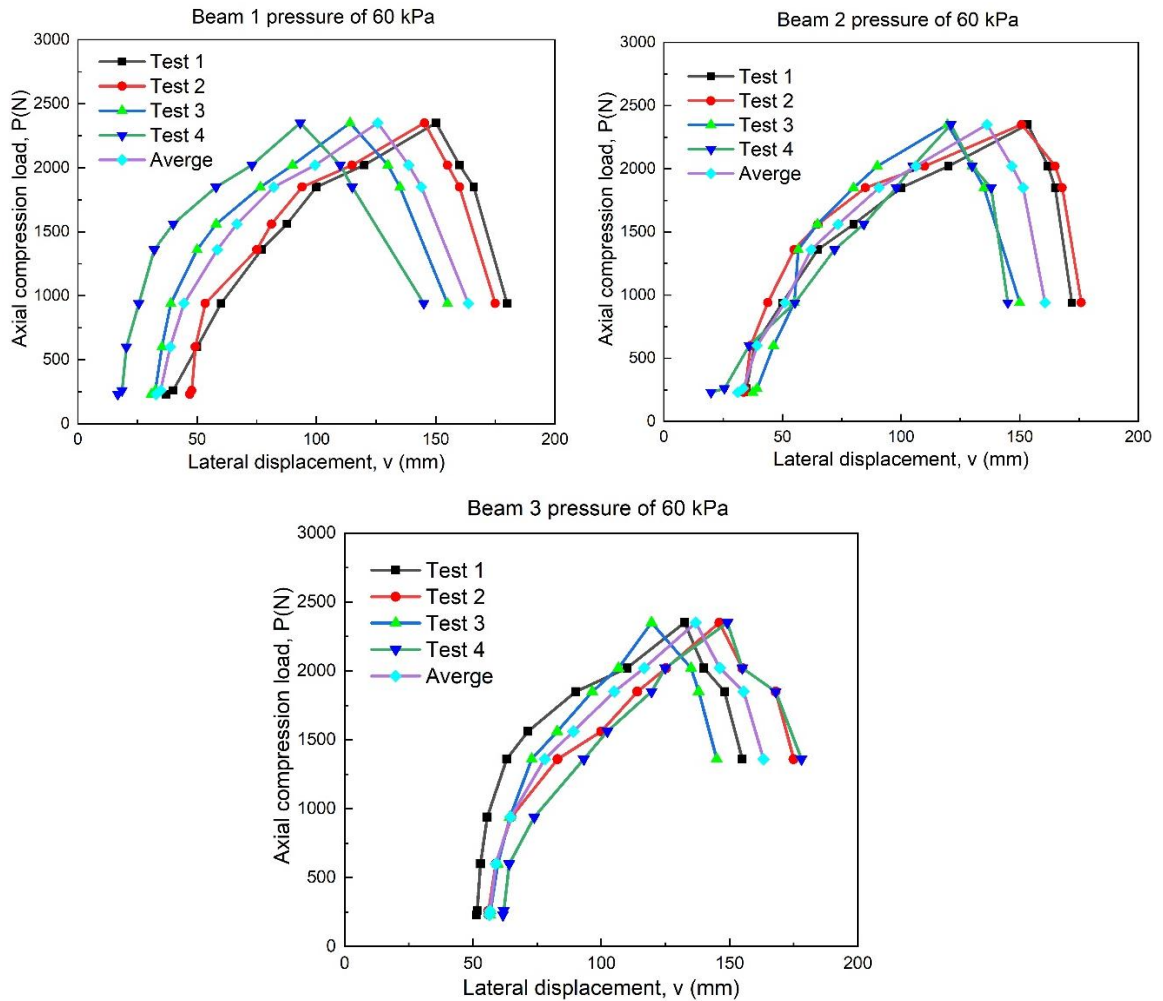 Beam 1 pressure of 60 kPa
3000
2500
2000
1500
1000
500
0
0 50 100 150 200
Axial compression load, P(N)
Lateral displacement, v (mm)
Test 1
Test 2
Test 3
Test 4
Averge
Beam 2 pressure of 60 kPa
3000
2500
2000
1500
1000
500
0
0 50 100 150 200
Axial compression load, P(N)
Lateral displacement, v (mm)
Test 1
Test 2
Test 3
Test 4
Averge
Beam 3 pressure of 60 kPa
3000
2500
2000
1500
1000
500
0
0 50 100 150 200
Axial compression load, P(N)
Lateral displacement, v (mm)
Test 1
Test 2
Test 3
Test 4
Averge